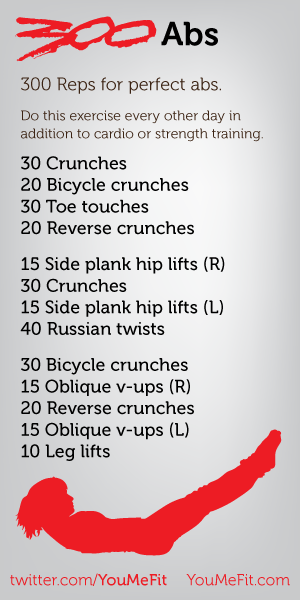 300 Abs
300 Reps for perfect abs.
Do this exercise every other day in
addition to cardio or strength training.
30 Crunches
20 Bicycle crunches
30 Toe touches
20 Reverse crunches
15 Side plank hip lifts (R)
30 Crunches
15 Side plank hip lifts (L)
40 Russian twists
30 Bicycle crunches
15 Oblique v-ups (R)
20 Reverse crunches
15 Oblique v-ups (L)
10 Leg lifts
twitter.com/YouMeFit YouMeFit.com